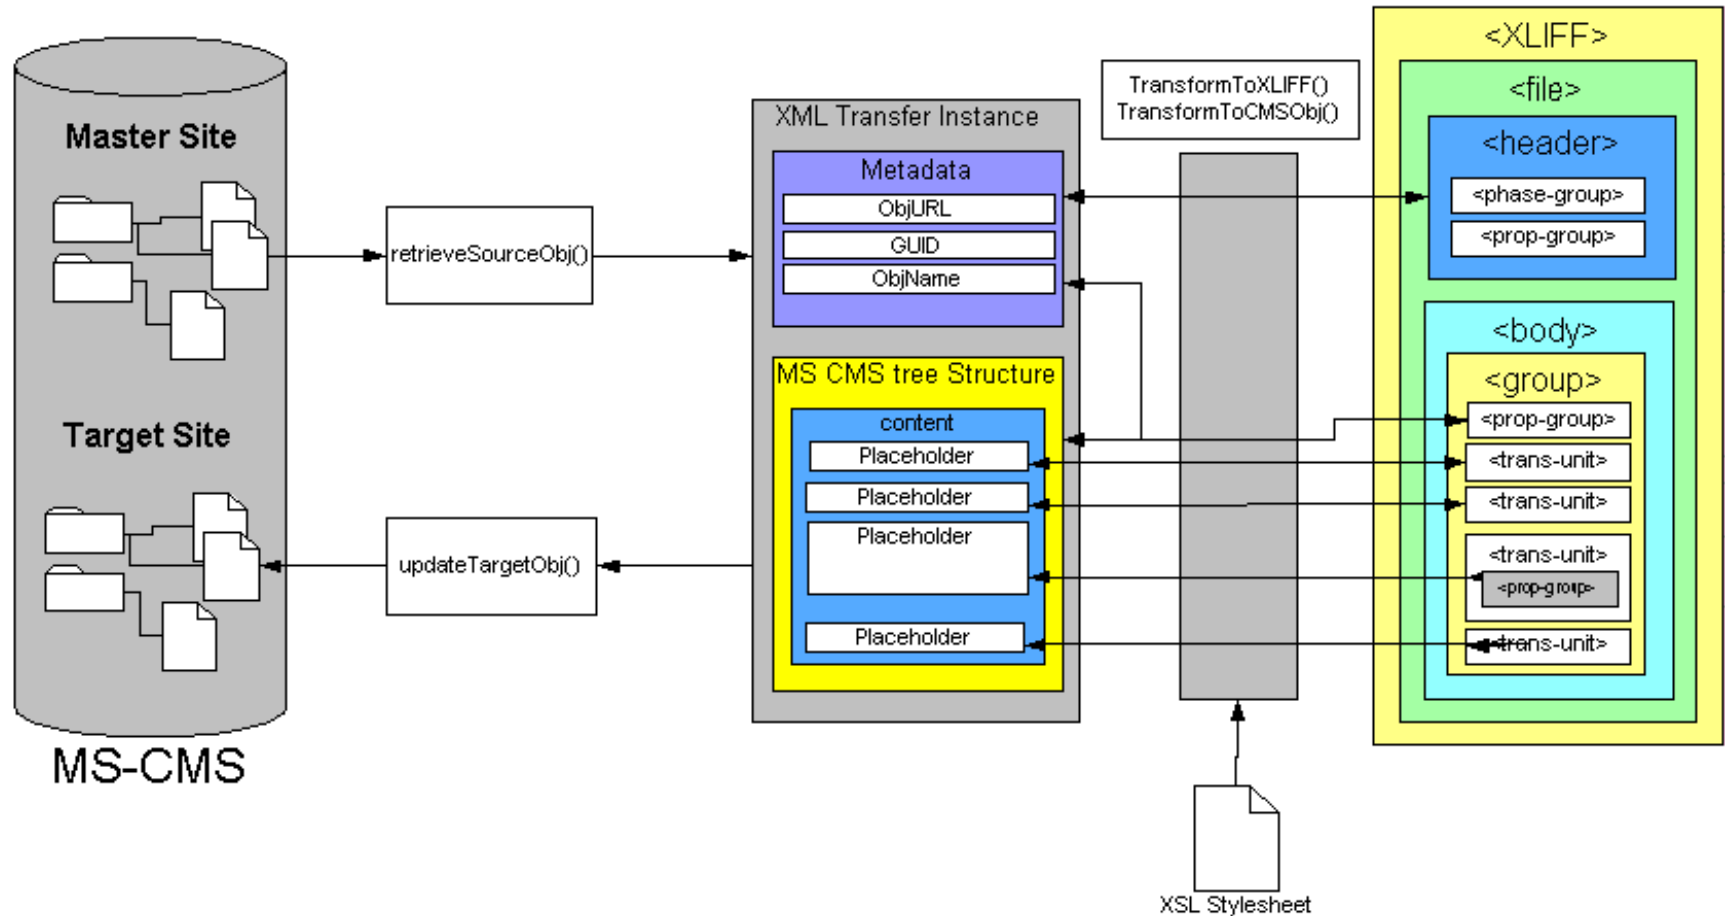 Master Site
Target Site
MS-CMS
retrieveSourceObj()
updateTargetObj()
XML Transfer Instance
Metadata
ObjURL
GUID
ObjName
MS CMS tree Structure
content
Placeholder
Placeholder
Placeholder
Placeholder
TransformToXLIFF()
TransformToCMSObj()
XSL Stylesheet
<XLIFF>
<file>
<header>
<phase-group>
<prop-group>
<body>
<group>
<prop-group>
<trans-unit>
<trans-unit>
<trans-unit>
<prop-group>
<trans-unit>